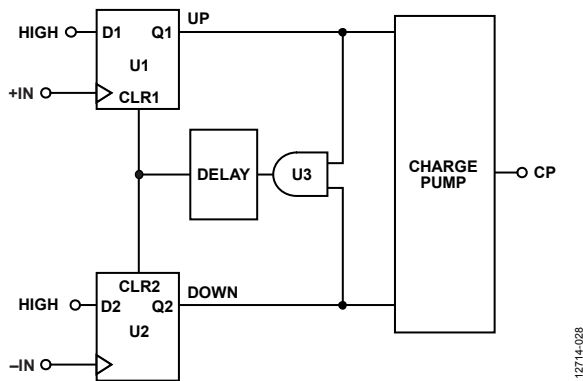 UP
HIGH
D1
Q1
U1
+IN
CLR1
DELAY
U3
CHARGE
PUMP
CP
CLR2
DOWN
HIGH
D2
Q2
U2
–IN
12714-028